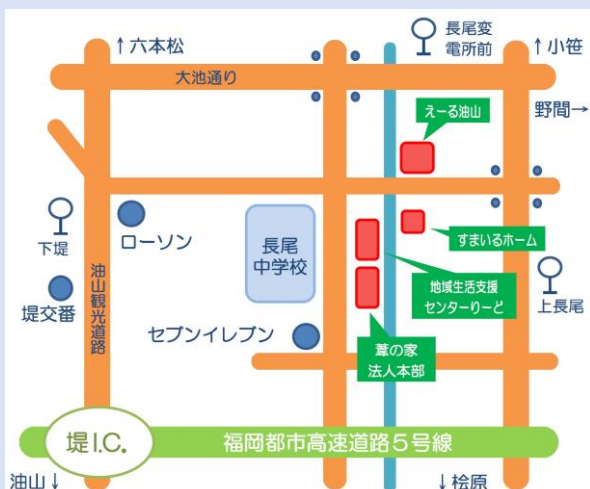 ↑六本松
長尾変
電所前
↑小笹
大池通り
野間→
えーる油山
ローソン
長尾
中学校
すまいるホーム
下堤
油山観光道路
地域生活支援
センターりーど
上長尾
堤交番
セブンイレブン
葦の家
法人本部
堤I.C.
福岡都市高速道路５号線
油山↓
↓桧原